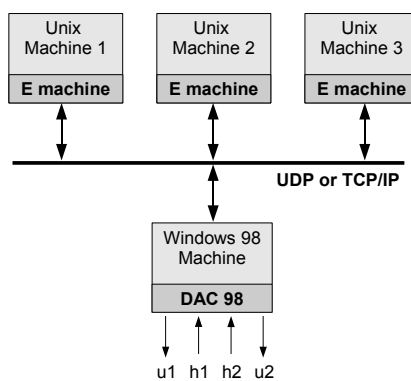 Unix
Machine 1
E machine
Unix
Machine 2
E machine
Unix
Machine 3
E machine
UDP or TCP/IP
Windows 98
Machine
DAC 98
u1 h1 h2 u2